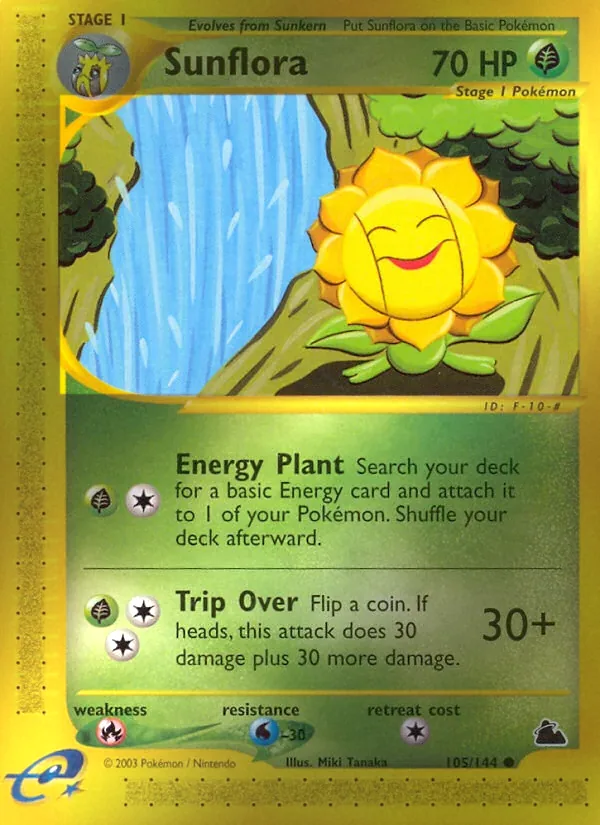 STAGE 1
Evolves from Sunkern Put Sunflora on the Basic Pokémon
Sunflora 70 HP
Stage 1 Pokémon
ID: F-10-#
Energy Plant Search your deck
for a basic Energy card and attach it
to 1 of your Pokémon. Shuffle your
deck afterward.
Trip Over Flip a coin. If
heads, this attack does 30
damage plus 30 more damage.
30+
weakness resistance retreat cost
-30
© 2003 Pokémon / Nintendo Illus. Miki Tanaka 105/144
e